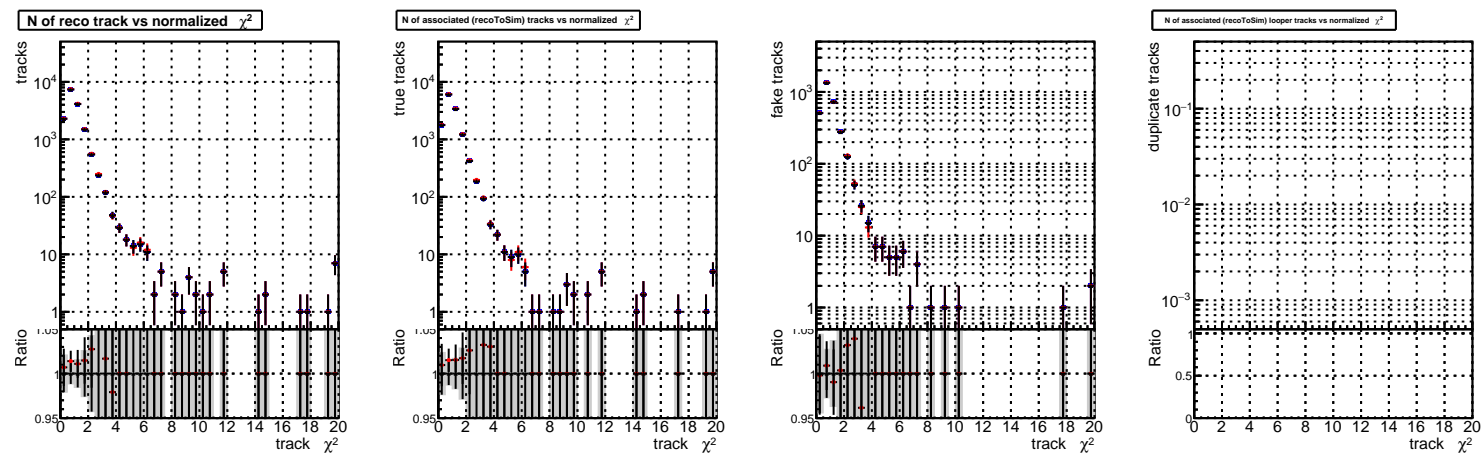 N of reco track vs normalized χ²
tracks
10⁴
10³
10²
10
1
1.05
Ratio
1
0.95
0 2 4 6 8 10 12 14 16 18 20
track χ²
N of associated (recoToSim) tracks vs normalized χ²
true tracks
10⁴
10³
10²
10
1
1.05
Ratio
1
0.95
0 2 4 6 8 10 12 14 16 18 20
track χ²
fake tracks
10³
10²
10
1
1.05
Ratio
1
0.95
0 2 4 6 8 10 12 14 16 18 20
track χ²
N of associated (recoToSim) looper tracks vs normalized χ²
duplicate tracks
10⁻¹
10⁻²
10⁻³
1
Ratio
0.5
0
0 2 4 6 8 10 12 14 16 18 20
track χ²